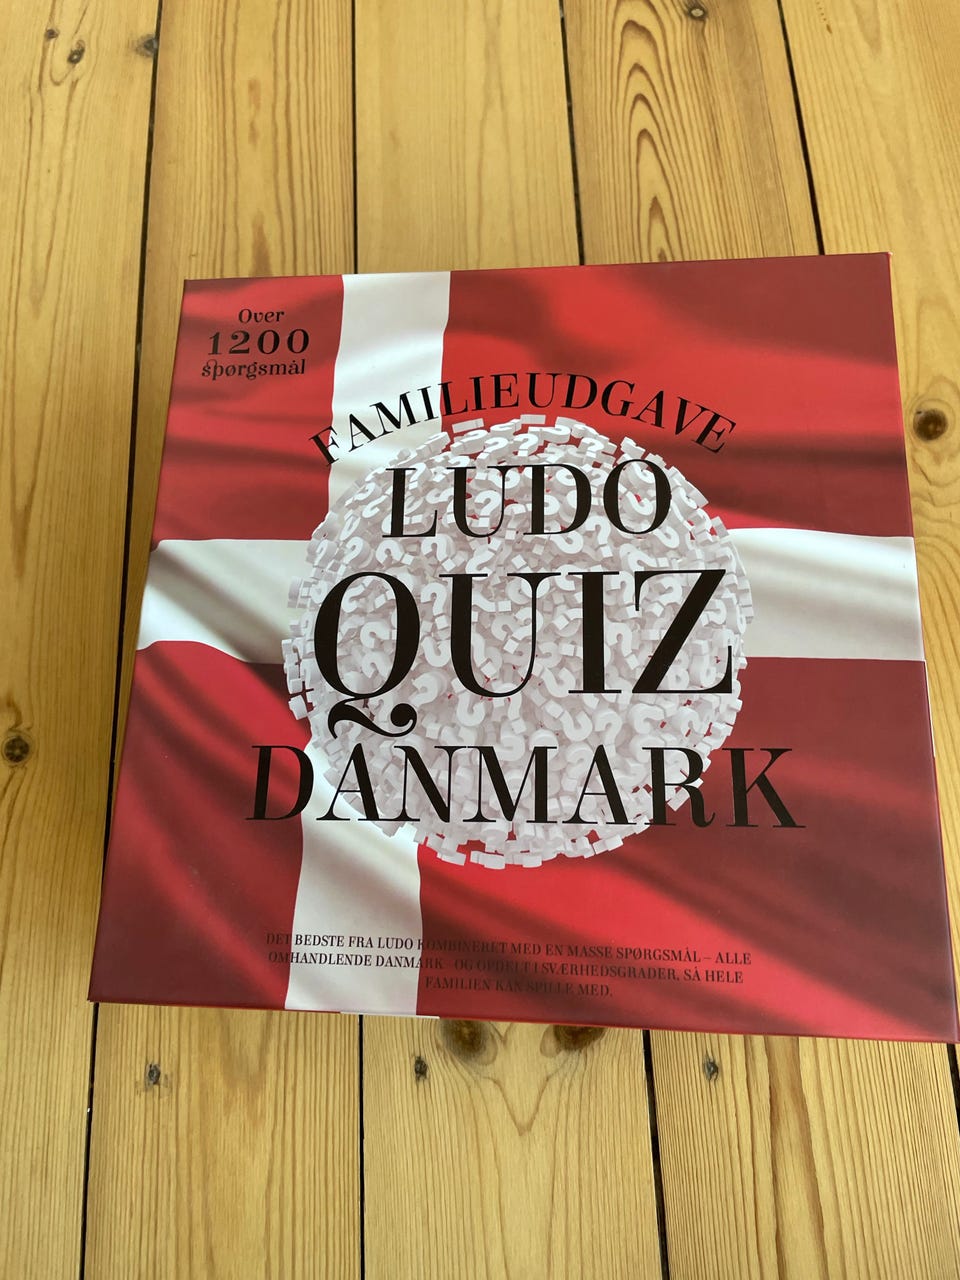 Over
1200
spørgsmål
FAMILIEUDGAVE
LUDO
QUIZ
DANMARK
DET BEDSTE FRA LUDO KOMBINERET MED EN MASSE SPØRGSMÅL – ALLE
OMHANDLENDE DANMARK – OG OPDELT I SVÆRHEDSGRADER, SÅ HELE
FAMILIEN KAN SPILLE MED.